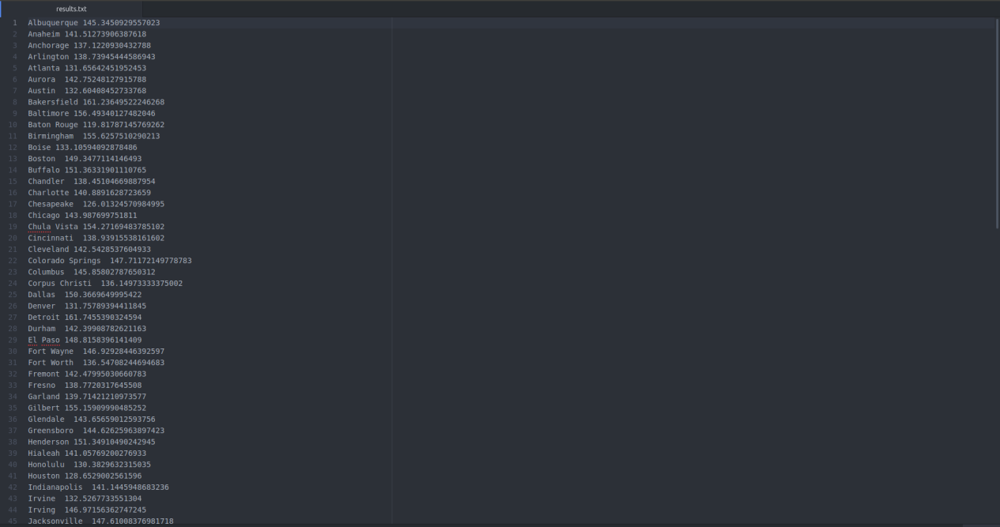 results.txt
1 Albuquerque 145.3450929557023
2 Anaheim 141.51273906387618
3 Anchorage 137.1220930432788
4 Arlington 138.73945444586943
5 Atlanta 131.65642451952453
6 Aurora 142.75248127915788
7 Austin 132.60408452733768
8 Bakersfield 161.23649522246268
9 Baltimore 156.49340127482046
10 Baton Rouge 119.81787145769262
11 Birmingham 155.6257510290213
12 Boise 133.10594092878486
13 Boston 149.3477114146493
14 Buffalo 151.36331901110765
15 Chandler 138.45104669887954
16 Charlotte 140.8891628723659
17 Chesapeake 126.01324570984995
18 Chicago 143.987699751811
19 Chula Vista 154.27169483785102
20 Cincinnati 138.93915538161602
21 Cleveland 142.5428537604933
22 Colorado Springs 147.71172149778783
23 Columbus 145.85802787650312
24 Corpus Christi 136.14973333375002
25 Dallas 150.3669649995422
26 Denver 131.75789394411845
27 Detroit 161.7455390324594
28 Durham 142.39908782621163
29 El Paso 148.8158396141409
30 Fort Wayne 146.92928446392597
31 Fort Worth 136.54708244694683
32 Fremont 142.47995030660783
33 Fresno 138.7720317645508
34 Garland 139.71421210973577
35 Gilbert 155.15909990485252
36 Glendale 143.65659012593756
37 Greensboro 144.62625963897423
38 Henderson 151.34910490242945
39 Hialeah 141.05769200276933
40 Honolulu 130.3829632315035
41 Houston 128.6529002561596
42 Indianapolis 141.1445948683236
43 Irvine 132.5267733551304
44 Irving 146.97156362747245
45 Jacksonville 147.61008376981718